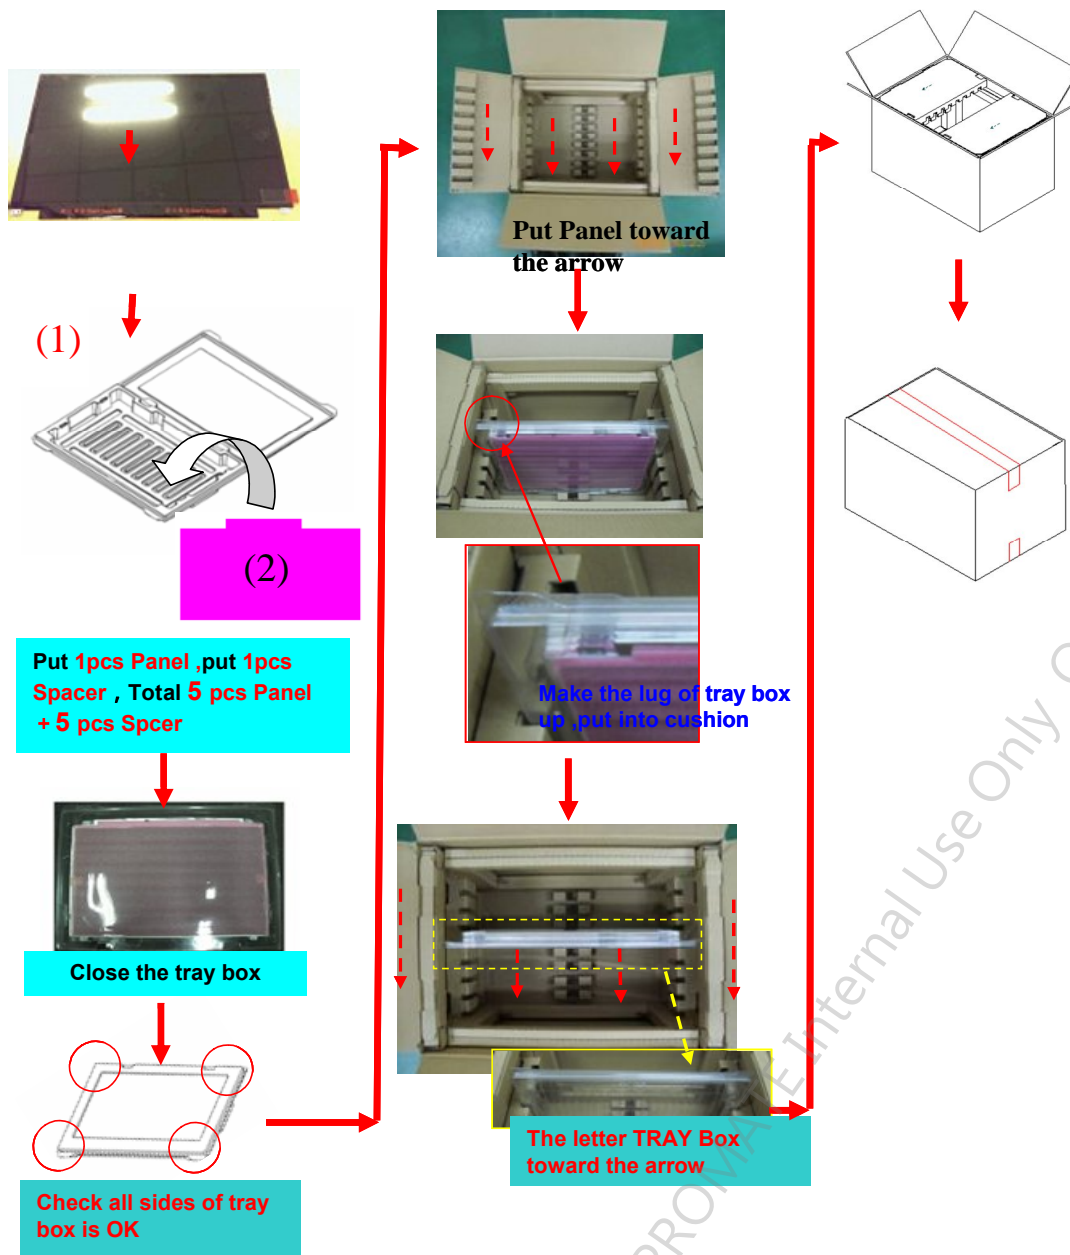 (1)
(2)
Put 1pcs Panel ,put 1pcs
Spacer , Total 5 pcs Panel
+ 5 pcs Spcer
Close the tray box
Check all sides of tray
box is OK
Put Panel toward
the arrow
Make the lug of tray box
up ,put into cushion
The letter TRAY Box
toward the arrow
PROMATE Internal Use Only